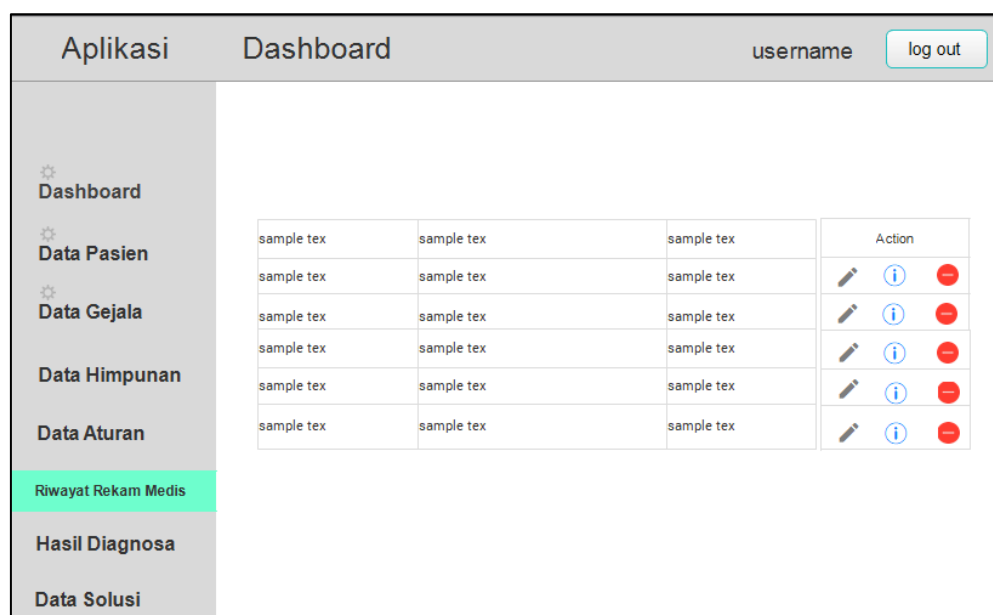 Aplikasi Dashboard username log out
Dashboard
Data Pasien
Data Gejala
Data Himpunan
Data Aturan
Riwayat Rekam Medis
Hasil Diagnosa
Data Solusi
sample tex sample tex sample tex Action
sample tex sample tex sample tex
sample tex sample tex sample tex
sample tex sample tex sample tex
sample tex sample tex sample tex
sample tex sample tex sample tex